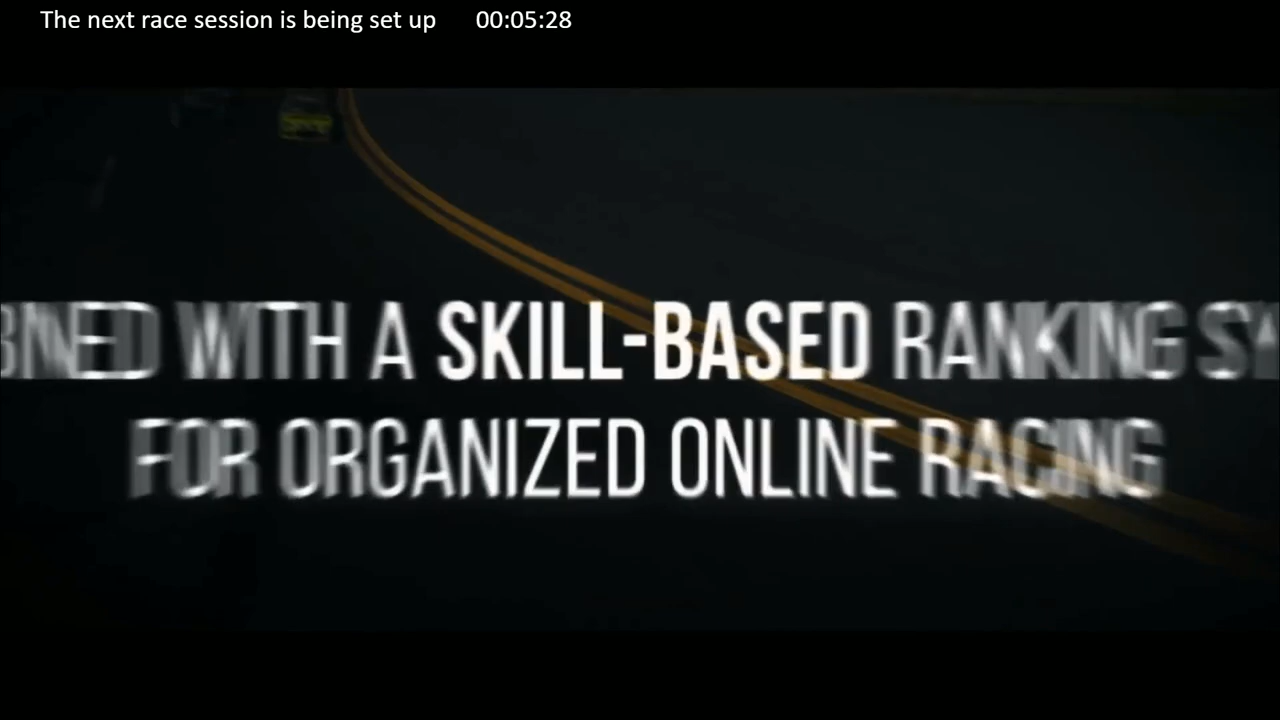 The next race session is being set up 00:05:28
WITH A SKILL-BASED RANKING
FOR ORGANIZED ONLINE RACING